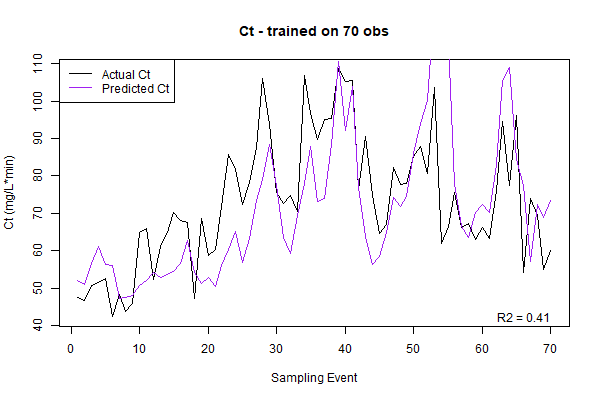 Ct - trained on 70 obs
Actual Ct
Predicted Ct
Ct (mg/L*min)
110
100
90
80
70
60
50
40
R2 = 0.41
0 10 20 30 40 50 60 70
Sampling Event